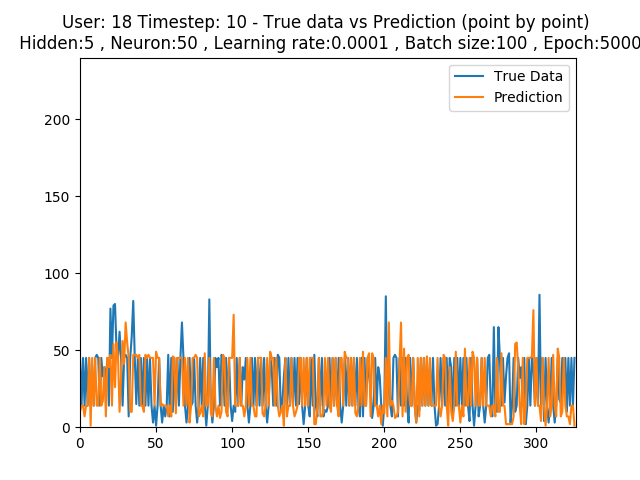 User: 18 Timestep: 10 - True data vs Prediction (point by point)
Hidden:5 , Neuron:50 , Learning rate:0.0001 , Batch size:100 , Epoch:5000
True Data
Prediction
200
150
100
50
0
0 50 100 150 200 250 300